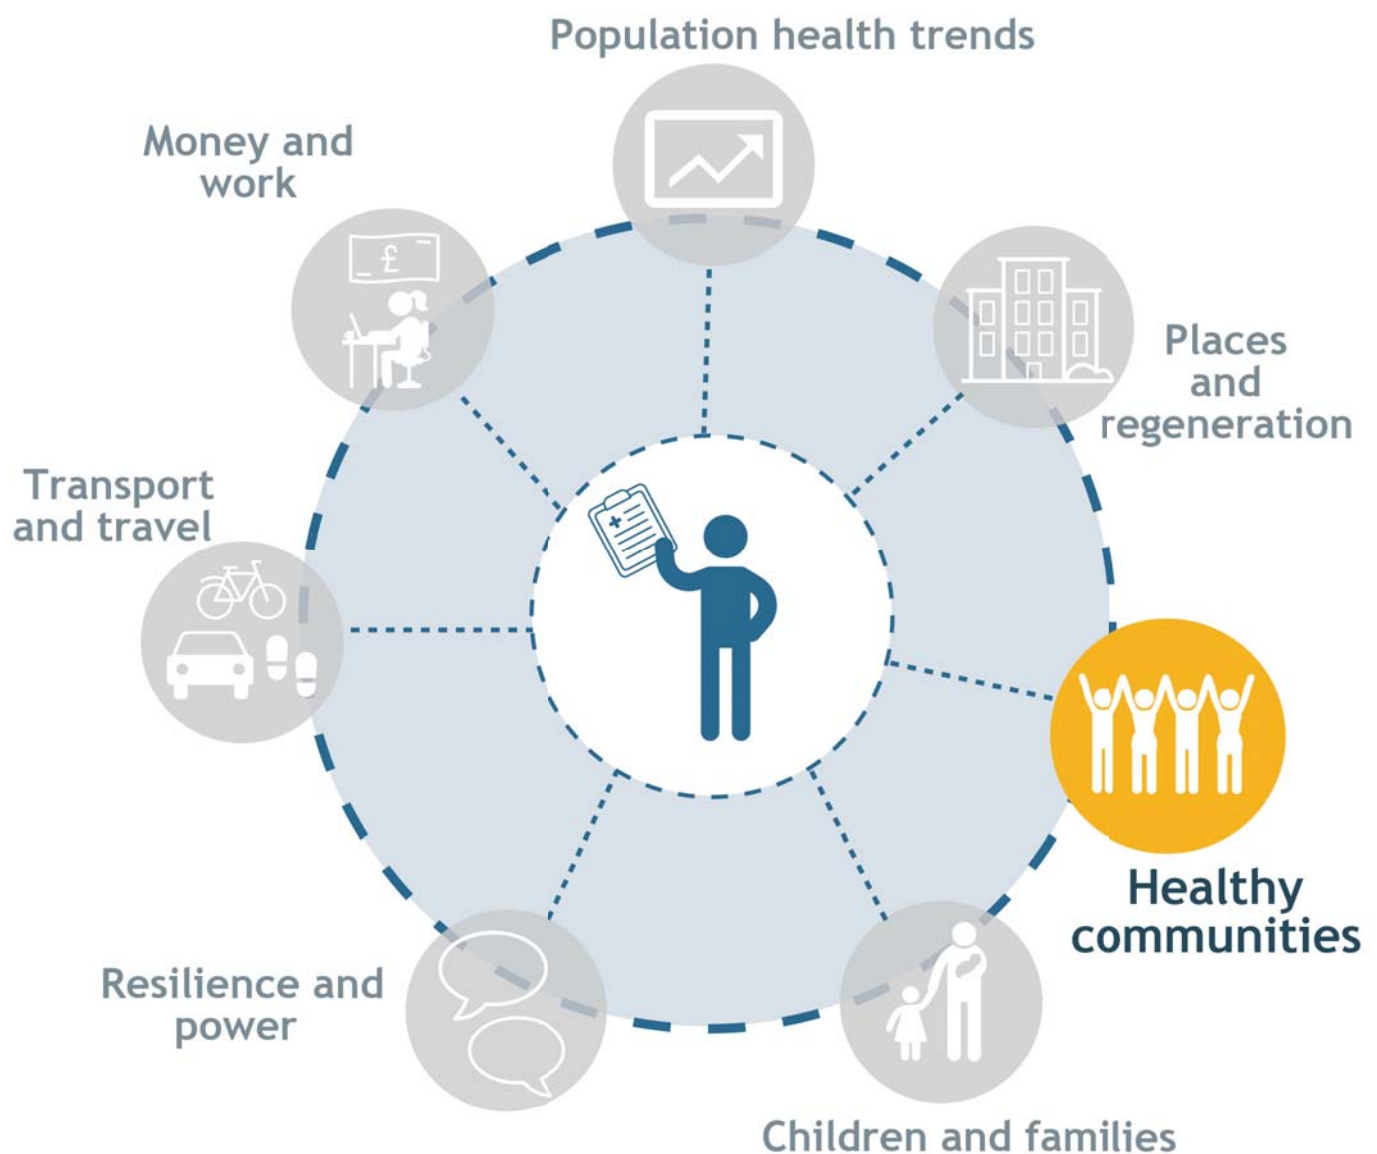 Population health trends
Money and
work
£
Places
and
regeneration
Transport
and travel
Healthy
communities
Resilience and
power
Children and families